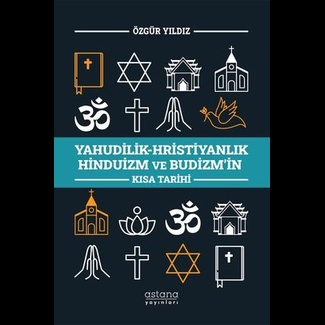 ÖZGÜR YILDIZ
YAHUDİLİK-HRİSTİYANLIK
HİNDUİZM VE BUDİZM'İN
KISA TARİHİ
astana
yayınları